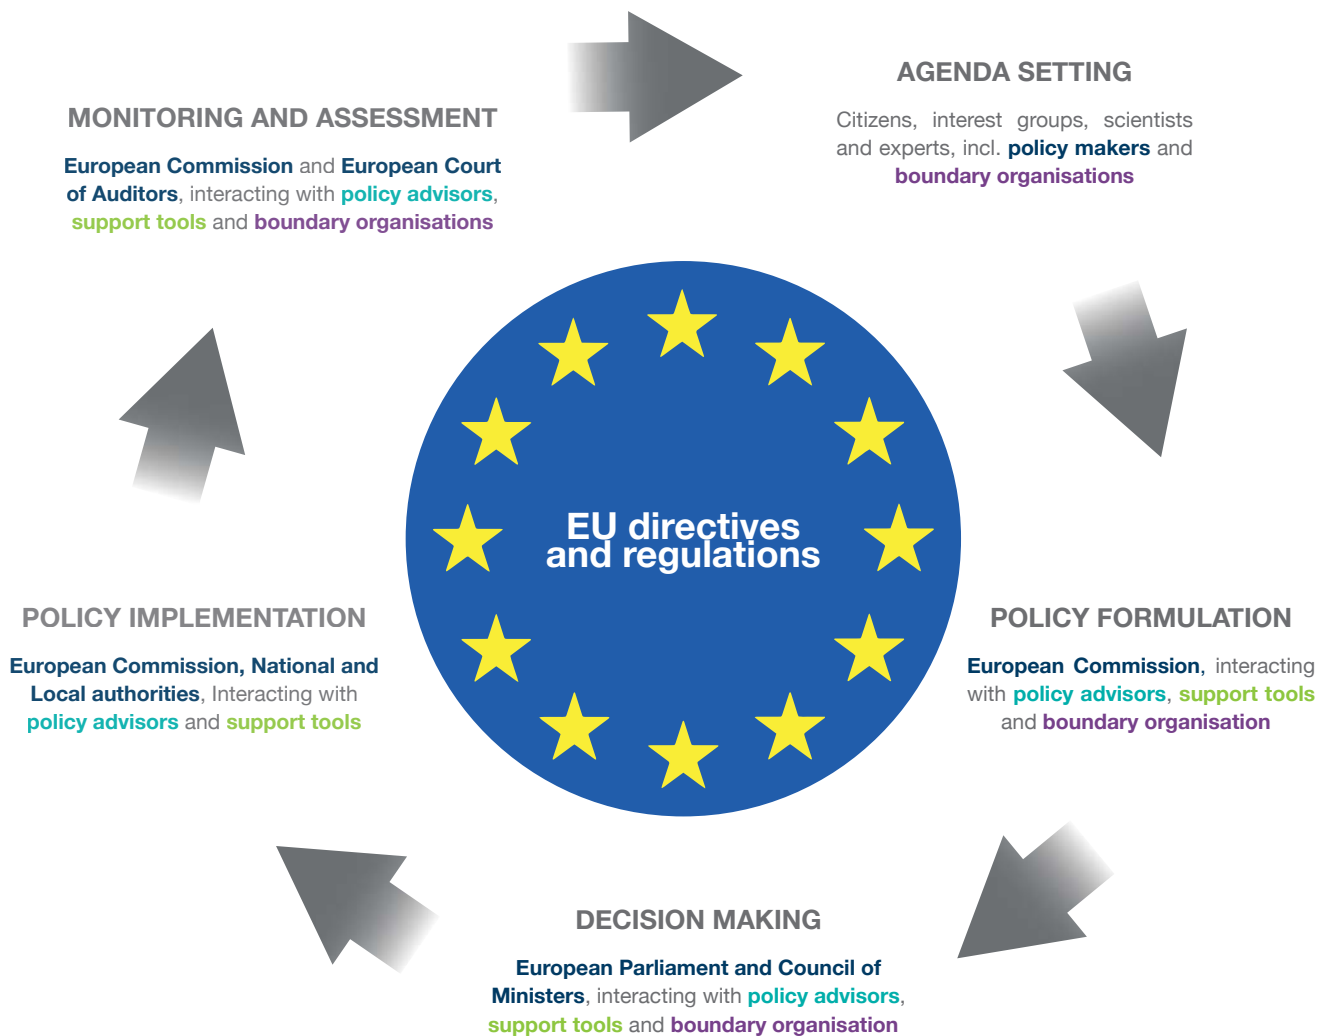 AGENDA SETTING
Citizens, interest groups, scientists
and experts, incl. policy makers and
boundary organisations
MONITORING AND ASSESSMENT
European Commission and European Court
of Auditors, interacting with policy advisors,
support tools and boundary organisations
EU directives
and regulations
POLICY IMPLEMENTATION
European Commission, National and
Local authorities, Interacting with
policy advisors and support tools
POLICY FORMULATION
European Commission, interacting
with policy advisors, support tools
and boundary organisation
DECISION MAKING
European Parliament and Council of
Ministers, interacting with policy advisors,
support tools and boundary organisation